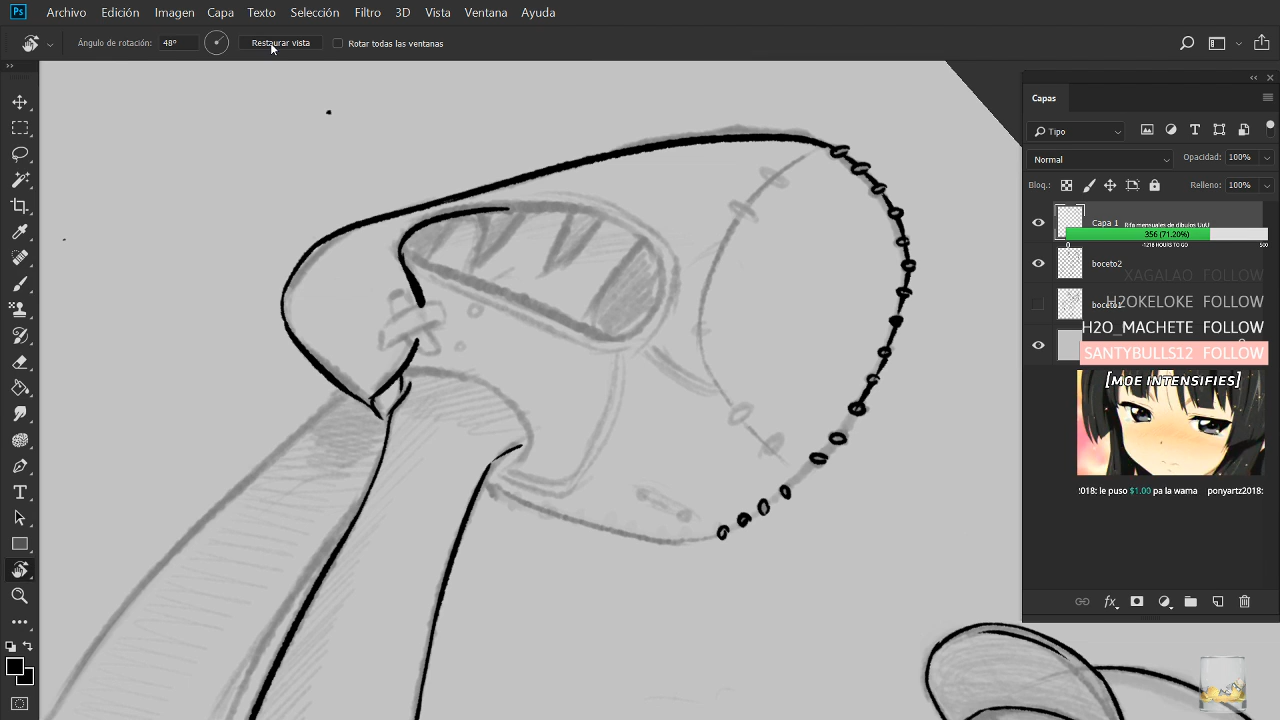 Ps Archivo Edición Imagen Capa Texto Selección Filtro 3D Vista Ventana Ayuda
Ángulo de rotación: 48° Restaurar vista Rotar todas las ventanas
Capas
Tipo
Normal Opacidad: 100%
Bloq.: Relleno: 100%
Capa 1
356 (71.20%)
0 500
boceto2
XAGALAO FOLLOW
H2OKELOKE FOLLOW
H2O_MACHETE FOLLOW
SANTYBULLS12 FOLLOW
[MOE INTENSIFIES]
2018: le puso $1.00 pa la wama ponyartz2018: